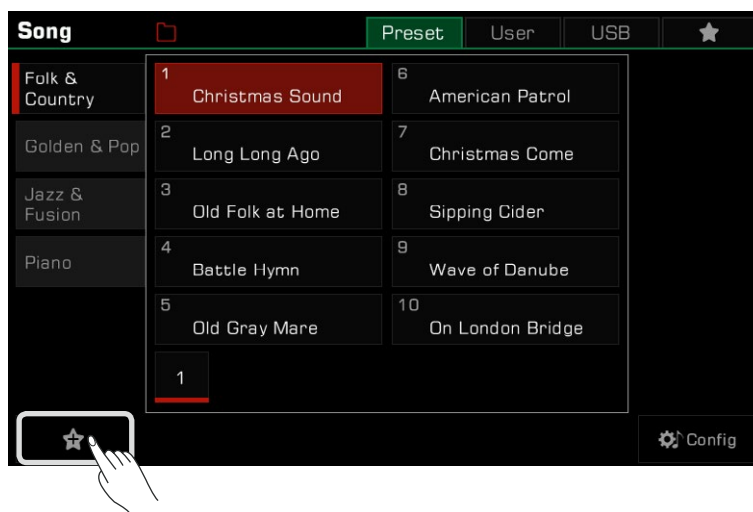 Song
Preset
User
USB
Folk &
Country
Golden & Pop
Jazz &
Fusion
Piano
1
Christmas Sound
2
Long Long Ago
3
Old Folk at Home
4
Battle Hymn
5
Old Gray Mare
6
American Patrol
7
Christmas Come
8
Sipping Cider
9
Wave of Danube
10
On London Bridge
1
Config